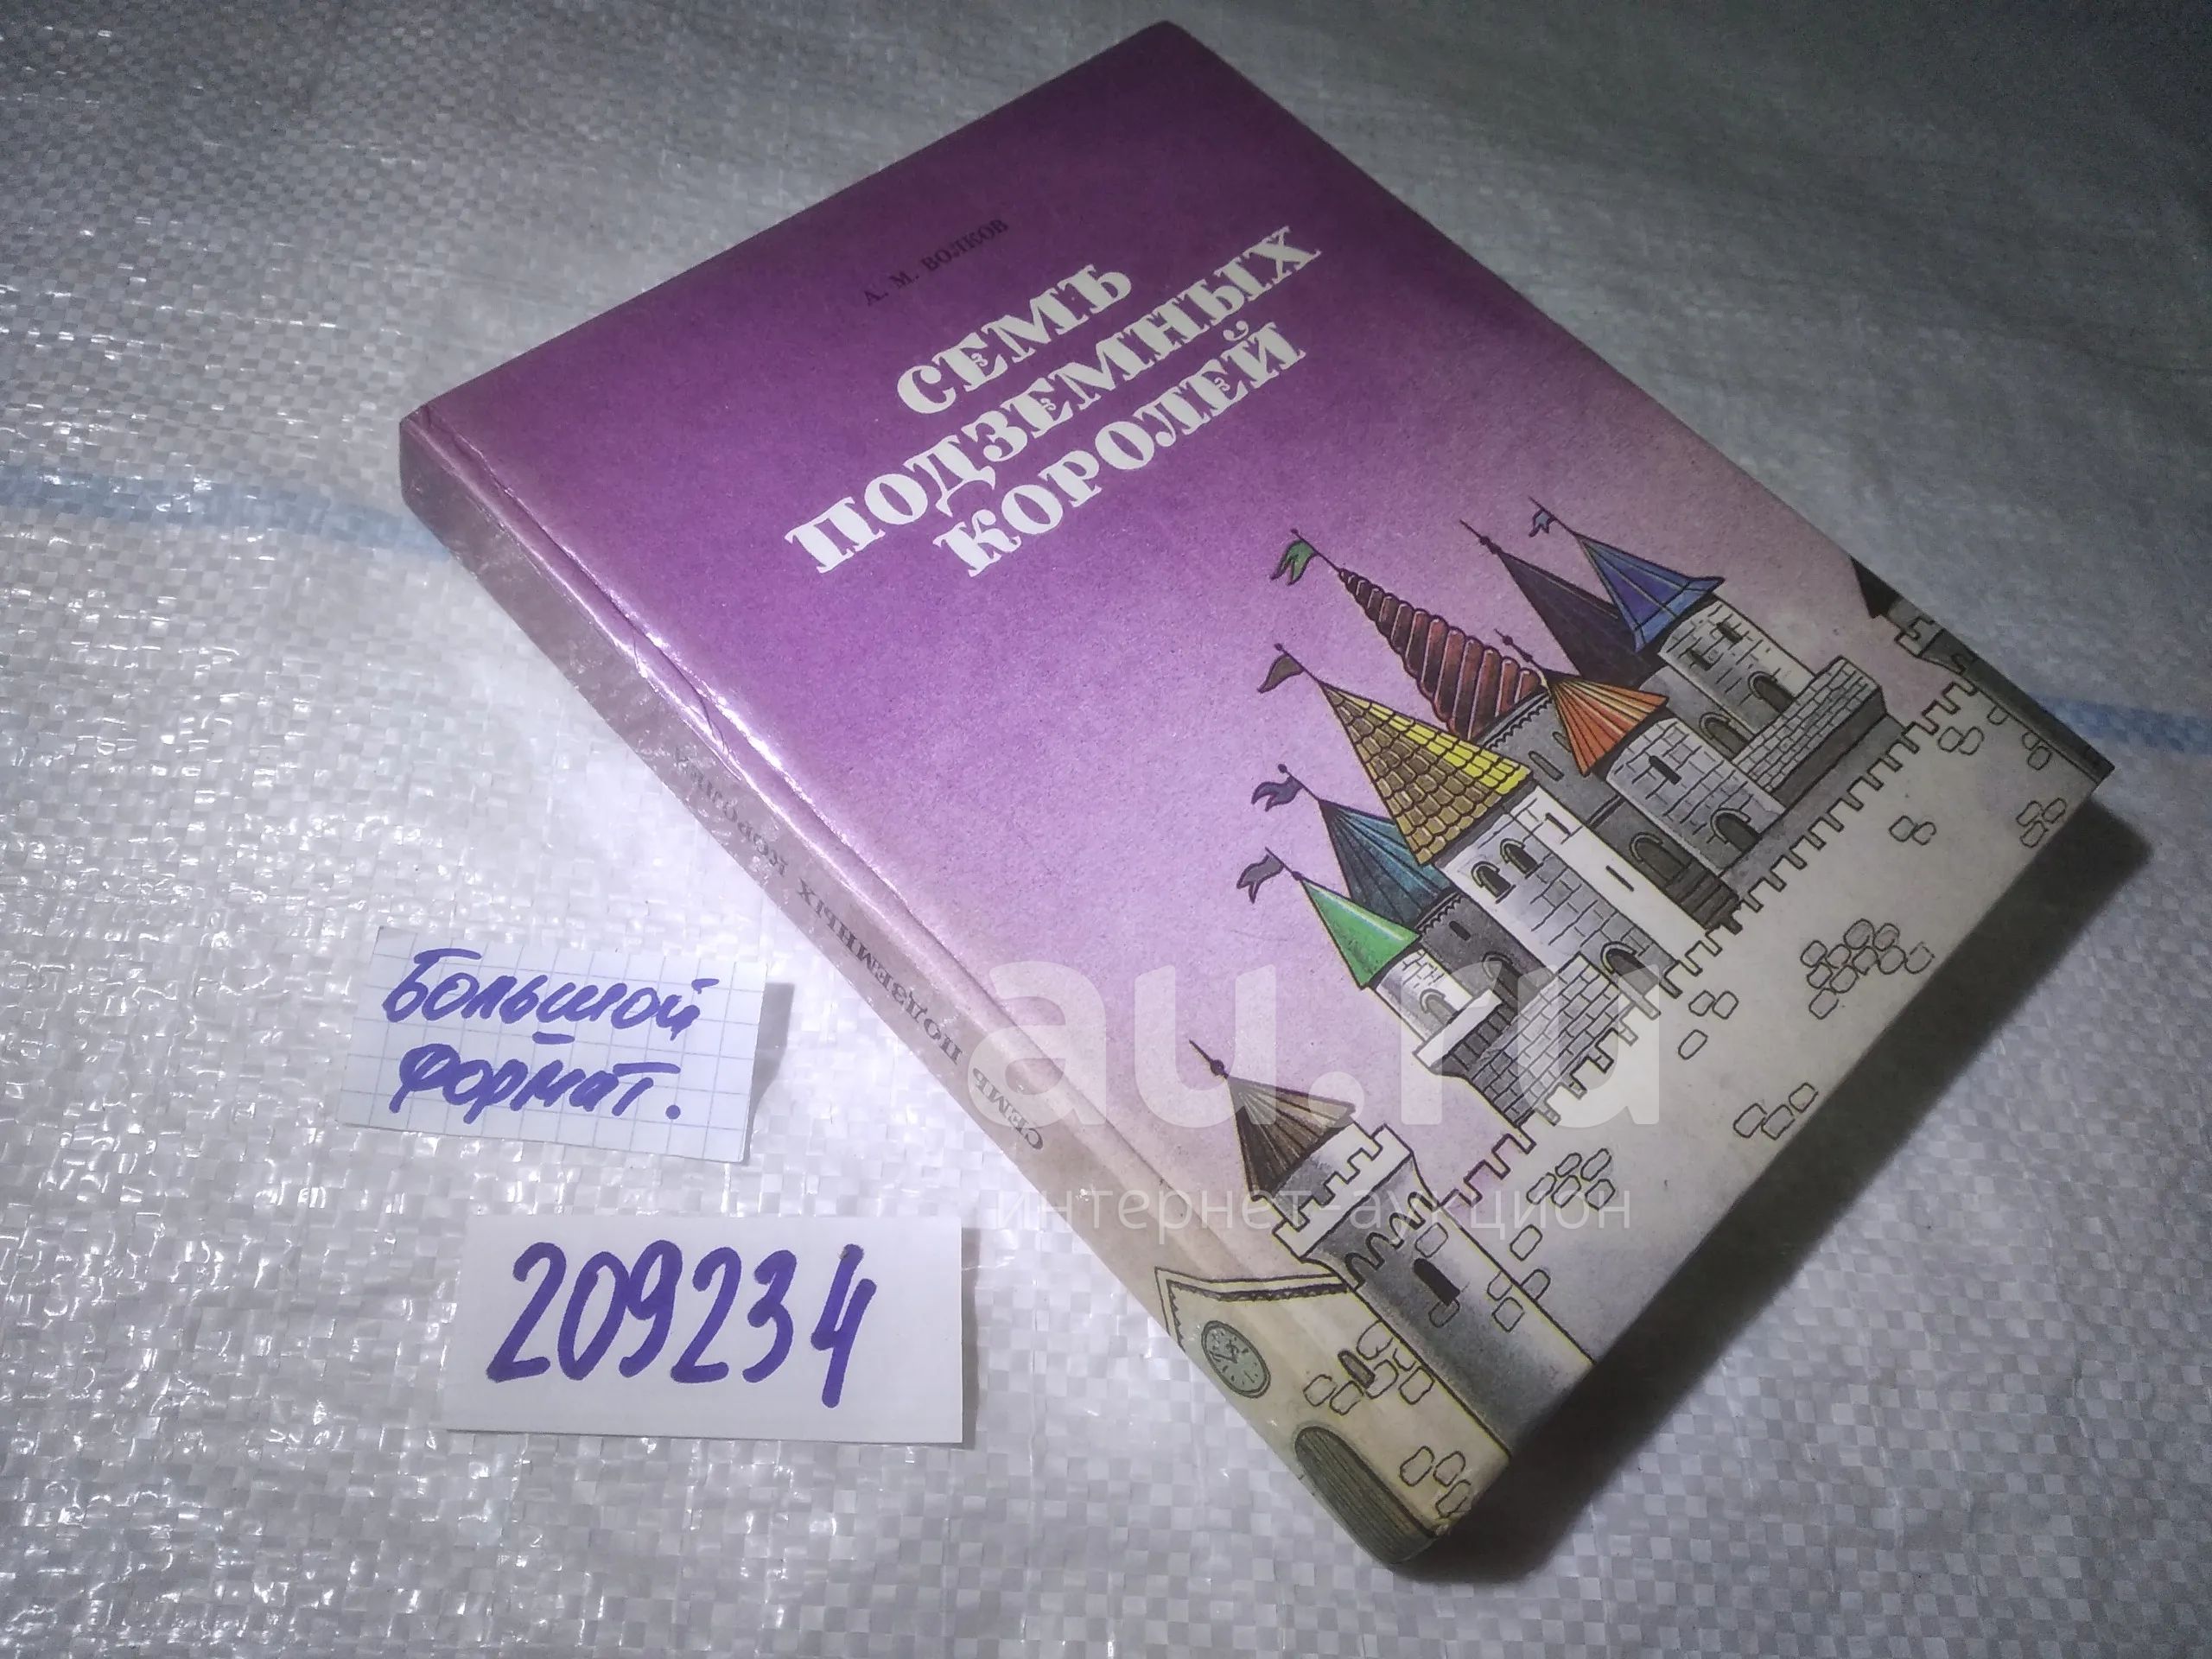 А. М. ВОЛКОВ
СЕМЬ
ПОДЗЕМНЫХ
КОРОЛЕЙ
СЕМЬ ПОДЗЕМНЫХ КОРОЛЕЙ
Большой
формат.
209234
au.ru
интернет-аукцион